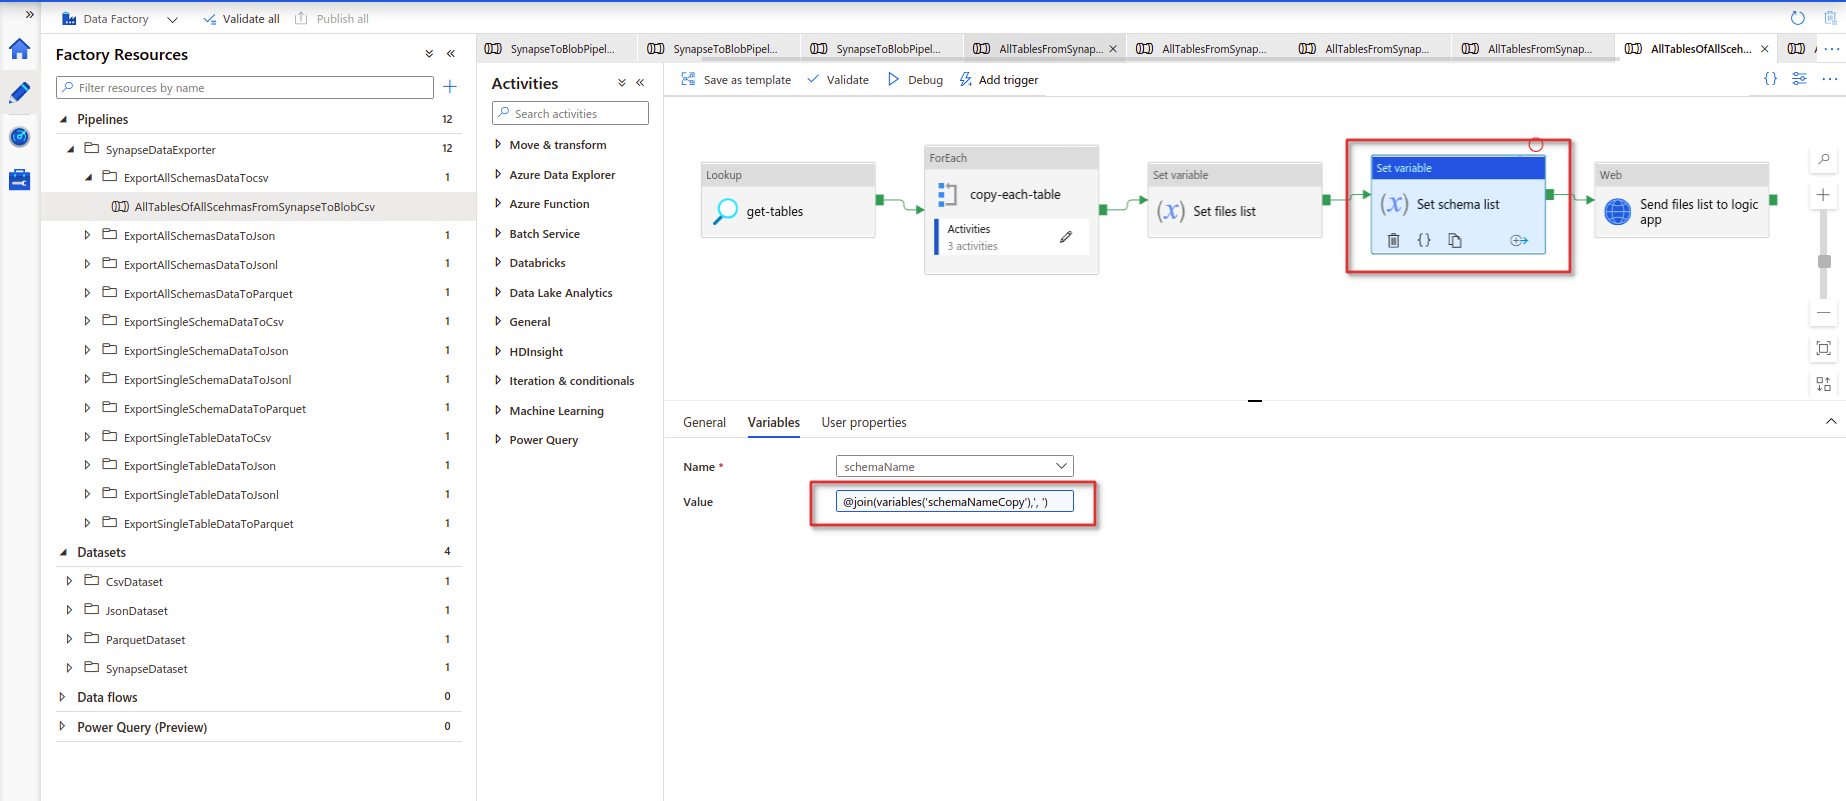 »
Data Factory
Validate all
Publish all
Factory Resources
Filter resources by name
Pipelines 12
SynapseDataExporter 12
ExportAllSchemasDataTocsv 1
AllTablesOfAllScehmasFromSynapseToBlobCsv
ExportAllSchemasDataToJson 1
ExportAllSchemasDataToJsonl 1
ExportAllSchemasDataToParquet 1
ExportSingleSchemaDataToCsv 1
ExportSingleSchemaDataToJson 1
ExportSingleSchemaDataToJsonl 1
ExportSingleSchemaDataToParquet 1
ExportSingleTableDataToCsv 1
ExportSingleTableDataToJson 1
ExportSingleTableDataToJsonl 1
ExportSingleTableDataToParquet 1
Datasets 4
CsvDataset 1
JsonDataset 1
ParquetDataset 1
SynapseDataset 1
Data flows 0
Power Query (Preview) 0
SynapseToBlobPipel...
SynapseToBlobPipel...
SynapseToBlobPipel...
AllTablesFromSynap...
AllTablesFromSynap...
AllTablesFromSynap...
AllTablesFromSynap...
AllTablesOfAllSceh...
Activities
Search activities
Move & transform
Azure Data Explorer
Azure Function
Batch Service
Databricks
Data Lake Analytics
General
HDInsight
Iteration & conditionals
Machine Learning
Power Query
Save as template
Validate
Debug
Add trigger
Lookup
get-tables
ForEach
copy-each-table
Activities
3 activities
Set variable
(x) Set files list
Set variable
(x) Set schema list
Web
Send files list to logic
app
General
Variables
User properties
Name *
schemaName
Value
@join(variables('schemaNameCopy'),', ')